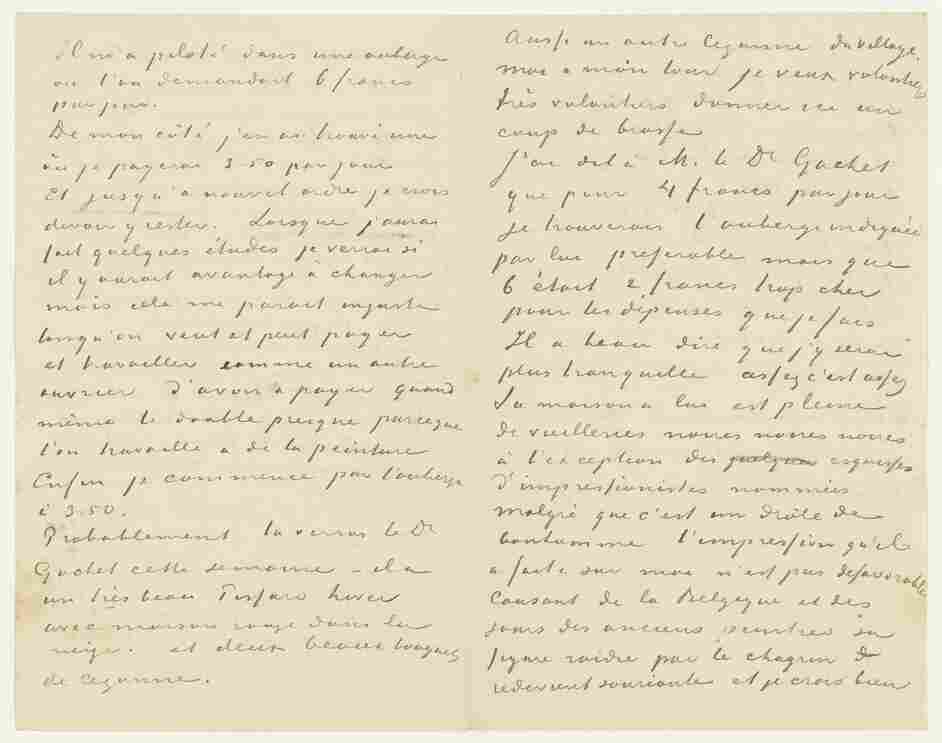 Il m'a piloté dans une auberge
où l'on demandait 6 francs
par jour.
De mon côté j'en ai trouvé une
où je payerai 3.50 par jour
Et jusqu'à nouvel ordre je crois
devoir y rester. Lorsque j'aurai
fait quelques études je verrai si
il y aurait avantage à changer
mais cela me parait injuste
lorsqu'on veut et peut payer
et travailler comme un autre
ouvrier d'avoir à payer quand
même le double presque parceque
l'on travaille a de la peinture
Enfin je commence par l'auberge
à 3.50.
Probablement tu verras le Dr
Gachet cette semaine – il a
un très beau Pissaro hiver
avec maison rouge dans la
neige. et deux beaux bouquets
de Cezanne.
Aussi un autre Cezanne du village.
moi a mon tour je veux volontiers
très volontiers donner ici un
coup de brosse
J'ai dit à M. le Dr Gachet
que pour 4 francs par jour
je trouverais l'auberge indiquée
par lui preferable mais que
6 était 2 francs trop cher
pour les dépenses que je fais
Il a beau dire que j'y serai
plus tranquille assez c'est assez
Sa maison a lui est pleine
de vieilleries noires noires noires
à l'exception des quelques esquisses
d'impressionistes nommées
malgré que c'est un drôle de
bonhomme l'impression qu'il
a faite sur moi n'est pas defavorable
Causant de la Belgique et des
jours des anciens peintres sa
figure raidie par le chagrin
redevient souriante et je crois bien